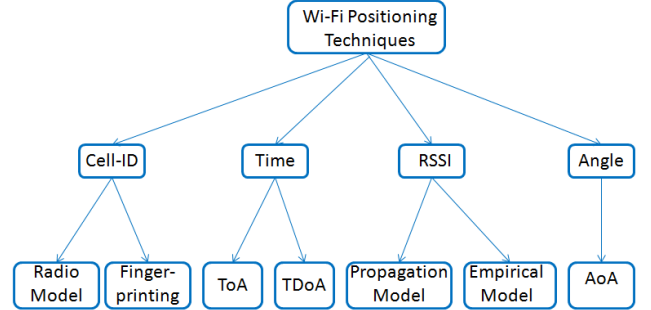 Wi-Fi Positioning
Techniques
Cell-ID
Time
RSSI
Angle
Radio
Model
Finger-
printing
ToA
TDoA
Propagation
Model
Empirical
Model
AoA